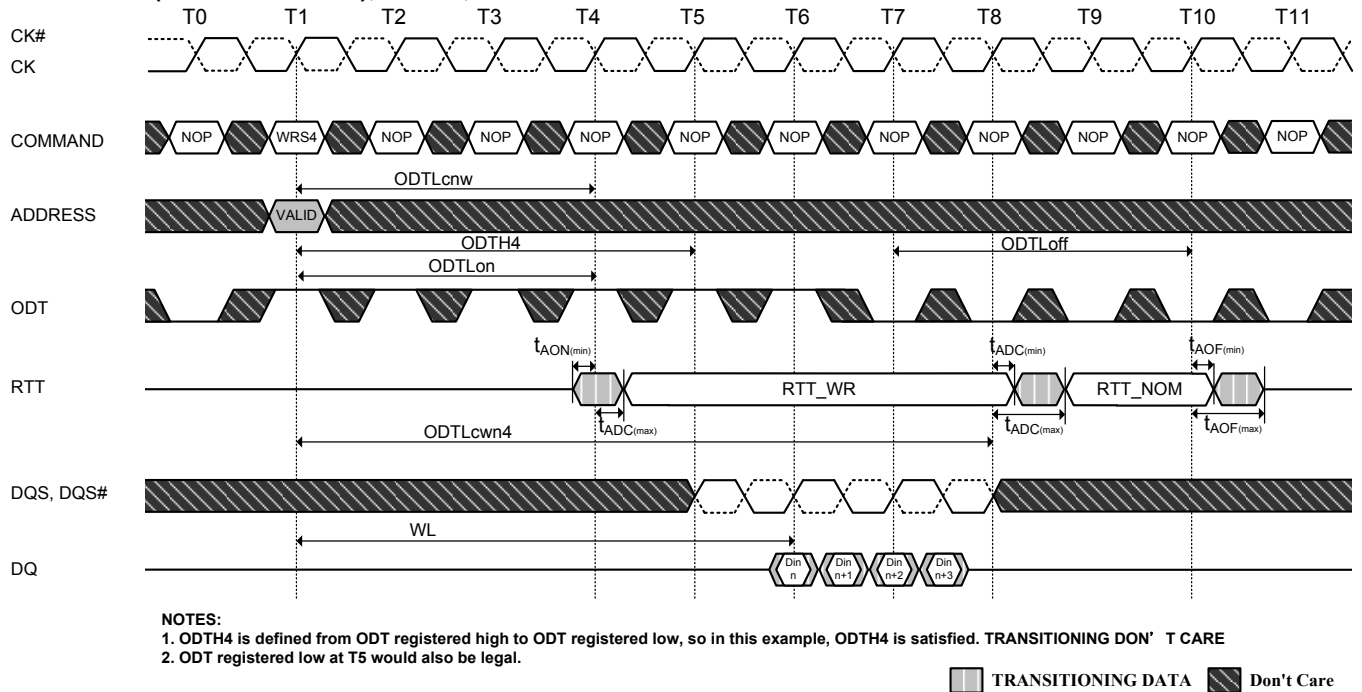 T0 T1 T2 T3 T4 T5 T6 T7 T8 T9 T10 T11
CK#
CK
COMMAND NOP WRS4 NOP NOP NOP NOP NOP NOP NOP NOP NOP NOP
ODTLcnw
ADDRESS VALID
ODTH4 ODTLoff
ODTLon
ODT
tAON(min) tADC(min) tAOF(min)
RTT RTT_WR RTT_NOM
ODTLcwn4 tADC(max) tADC(max) tAOF(max)
DQS, DQS#
WL
DQ Din n Din n+1 Din n+2 Din n+3
NOTES:
1. ODTH4 is defined from ODT registered high to ODT registered low, so in this example, ODTH4 is satisfied. TRANSITIONING DON’ T CARE
2. ODT registered low at T5 would also be legal.
TRANSITIONING DATA Don't Care